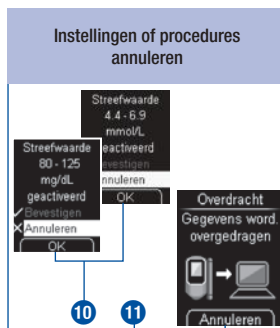 Instellingen of procedures
annuleren
Streefwaarde
4.4 - 6.9
mmol/L
geactiveerd
Bevestigen
Annuleren
OK
Streefwaarde
80 - 125
mg/dL
geactiveerd
Bevestigen
Annuleren
OK
Overdracht
Gegevens word.
overgedragen
Annuleren
10
11